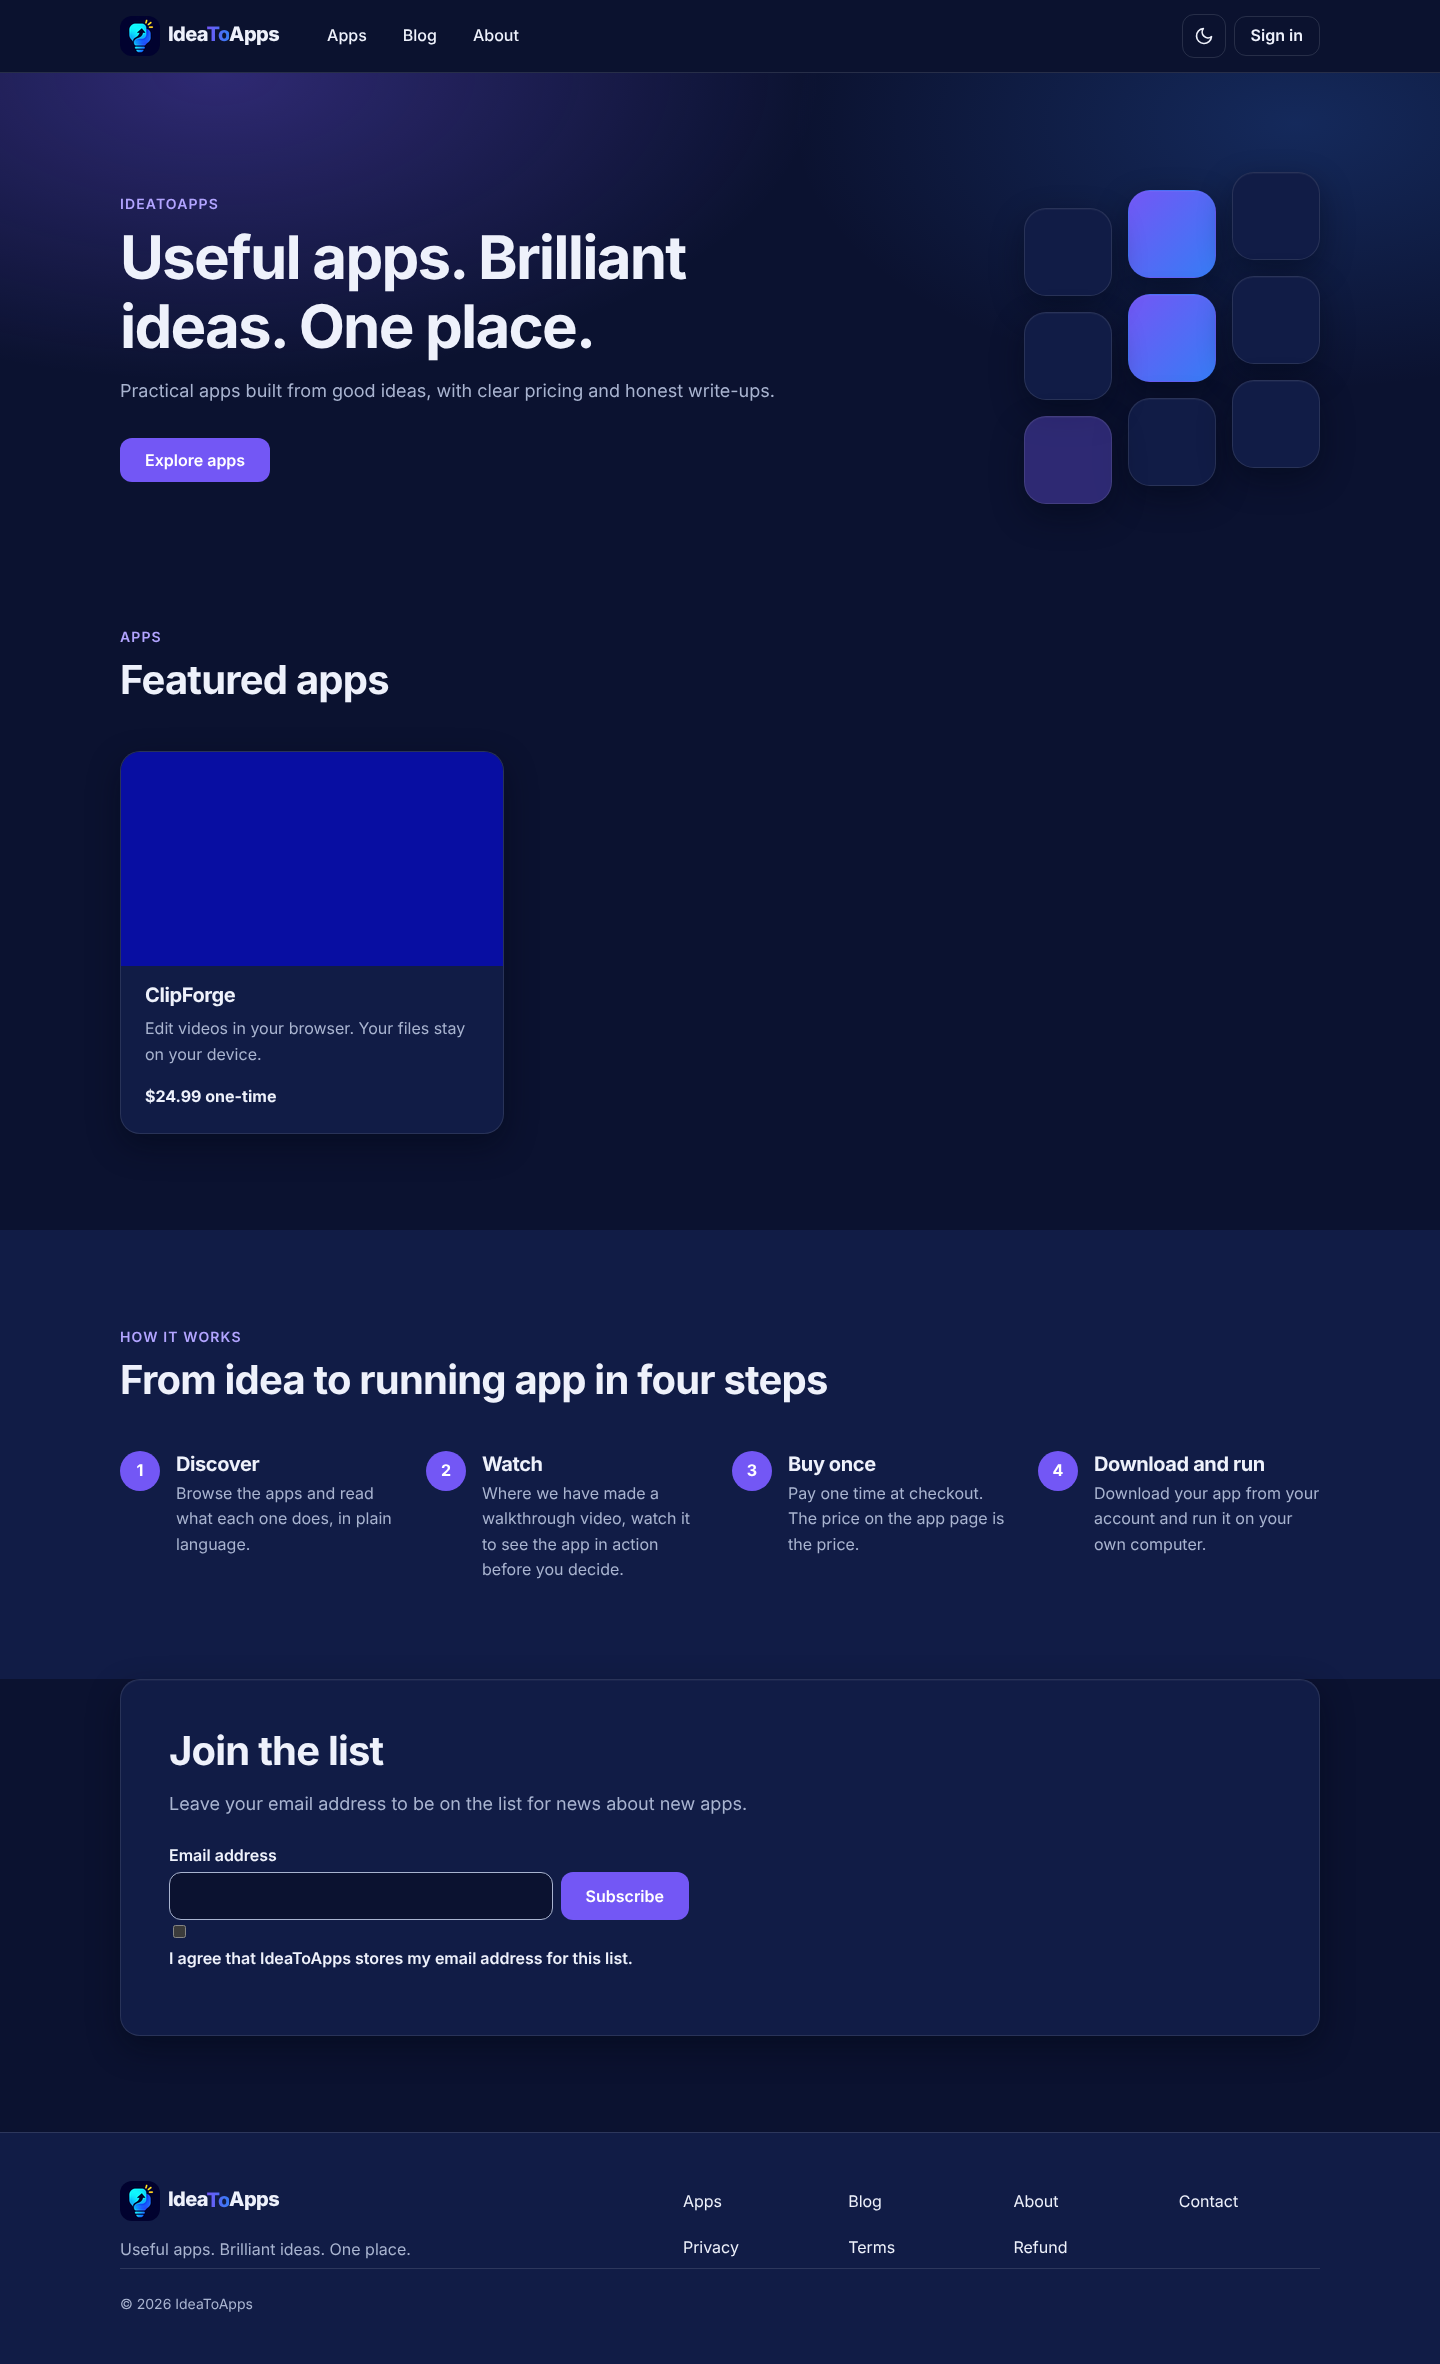 IdeaToApps
Apps
Blog
About
Sign in
IDEATOAPPS
Useful apps. Brilliant
ideas. One place.
Practical apps built from good ideas, with clear pricing and honest write-ups.
Explore apps
APPS
Featured apps
ClipForge
Edit videos in your browser. Your files stay
on your device.
$24.99 one-time
HOW IT WORKS
From idea to running app in four steps
1
Discover
Browse the apps and read
what each one does, in plain
language.
2
Watch
Where we have made a
walkthrough video, watch it
to see the app in action
before you decide.
3
Buy once
Pay one time at checkout.
The price on the app page is
the price.
4
Download and run
Download your app from your
account and run it on your
own computer.
Join the list
Leave your email address to be on the list for news about new apps.
Email address
Subscribe
I agree that IdeaToApps stores my email address for this list.
IdeaToApps
Useful apps. Brilliant ideas. One place.
Apps
Blog
About
Contact
Privacy
Terms
Refund
© 2026 IdeaToApps